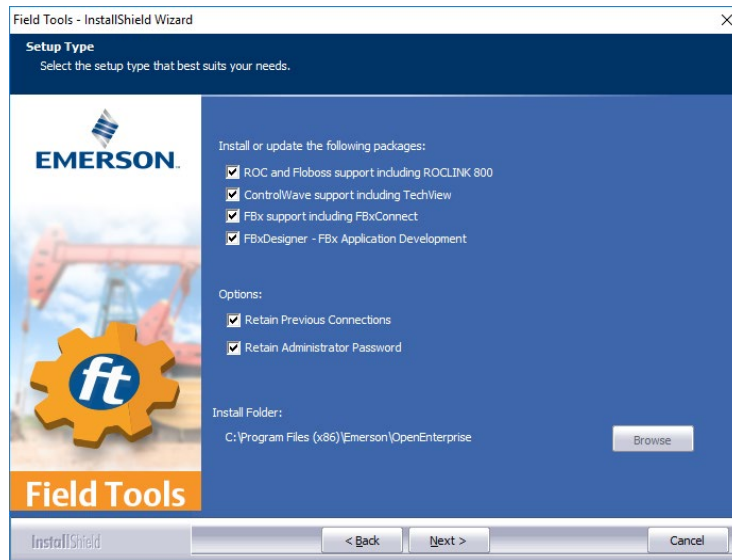 Field Tools - InstallShield Wizard
Setup Type
Select the setup type that best suits your needs.
EMERSON.
Install or update the following packages:
ROC and Floboss support including ROCLINK 800
ControlWave support including TechView
FBx support including FBxConnect
FBxDesigner - FBx Application Development
Options:
Retain Previous Connections
Retain Administrator Password
ft
Install Folder:
C:\Program Files (x86)\Emerson\OpenEnterprise
Browse
Field Tools
InstallShield
< Back
Next >
Cancel